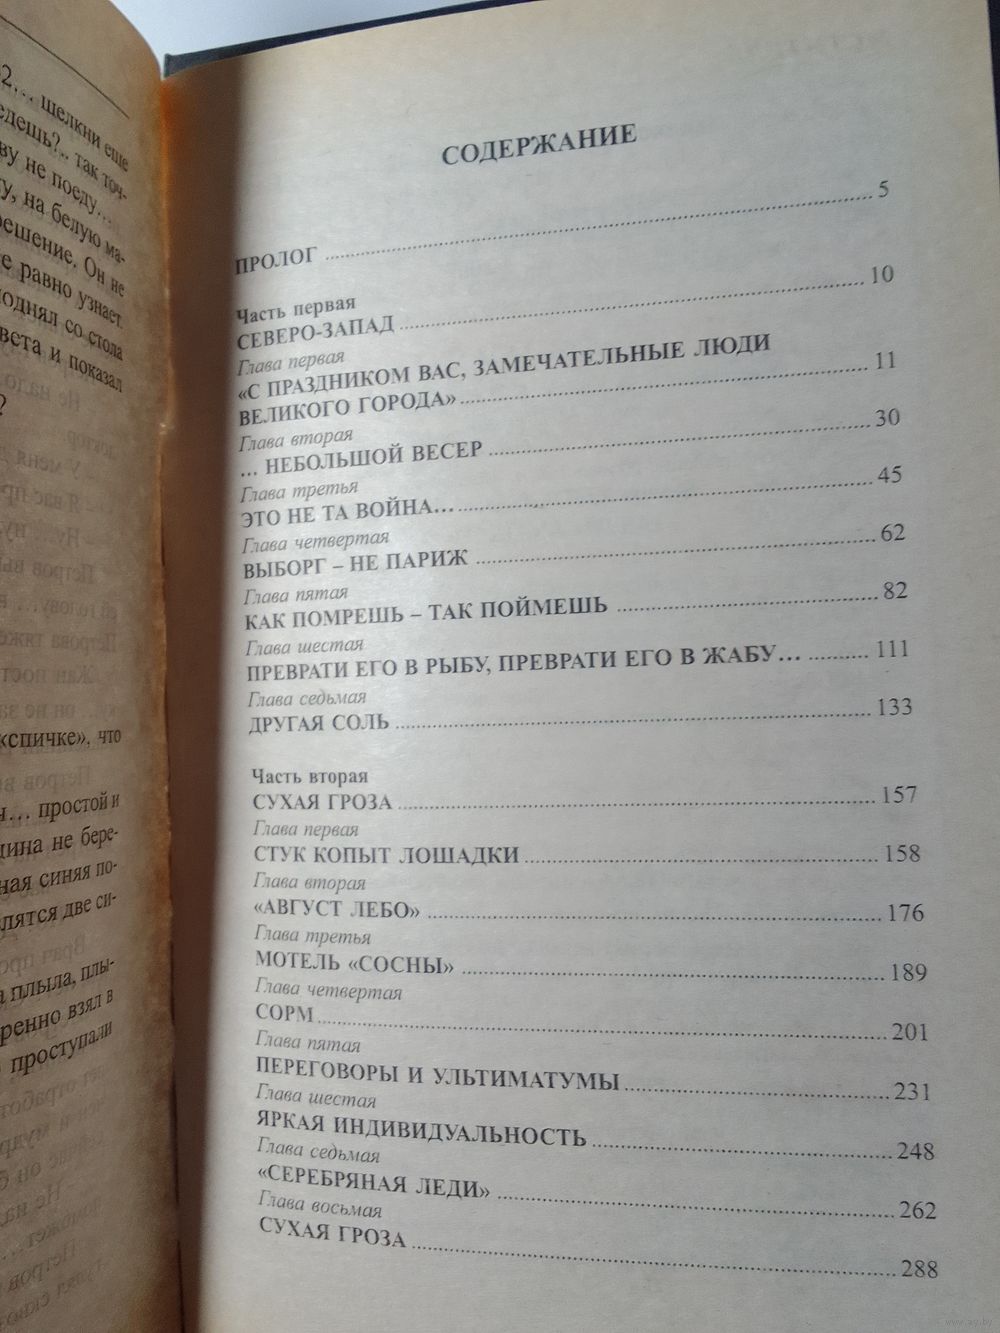 2… щелкни еще
едешь?.. так точ-
ву не поеду…
у, на белую ма-
решение. Он не
е равно узнает.
однял со стола
вета и показал
?
«спичке», что
ч… простой и
щина не бере-
ная синяя по-
влятся две си-
а плыла, плы-
ренно взял в
проступали
СОДЕРЖАНИЕ
ПРОЛОГ 5
Часть первая
СЕВЕРО-ЗАПАД 10
Глава первая
«С ПРАЗДНИКОМ ВАС, ЗАМЕЧАТЕЛЬНЫЕ ЛЮДИ
ВЕЛИКОГО ГОРОДА» 11
Глава вторая
… НЕБОЛЬШОЙ ВЕСЕР 30
Глава третья
ЭТО НЕ ТА ВОЙНА… 45
Глава четвертая
ВЫБОРГ – НЕ ПАРИЖ 62
Глава пятая
КАК ПОМРЕШЬ – ТАК ПОЙМЕШЬ 82
Глава шестая
ПРЕВРАТИ ЕГО В РЫБУ, ПРЕВРАТИ ЕГО В ЖАБУ… 111
Глава седьмая
ДРУГАЯ СОЛЬ 133
Часть вторая
СУХАЯ ГРОЗА 157
Глава первая
СТУК КОПЫТ ЛОШАДКИ 158
Глава вторая
«АВГУСТ ЛЕБО» 176
Глава третья
МОТЕЛЬ «СОСНЫ» 189
Глава четвертая
СОРМ 201
Глава пятая
ПЕРЕГОВОРЫ И УЛЬТИМАТУМЫ 231
Глава шестая
ЯРКАЯ ИНДИВИДУАЛЬНОСТЬ 248
Глава седьмая
«СЕРЕБРЯНАЯ ЛЕДИ» 262
Глава восьмая
СУХАЯ ГРОЗА 288